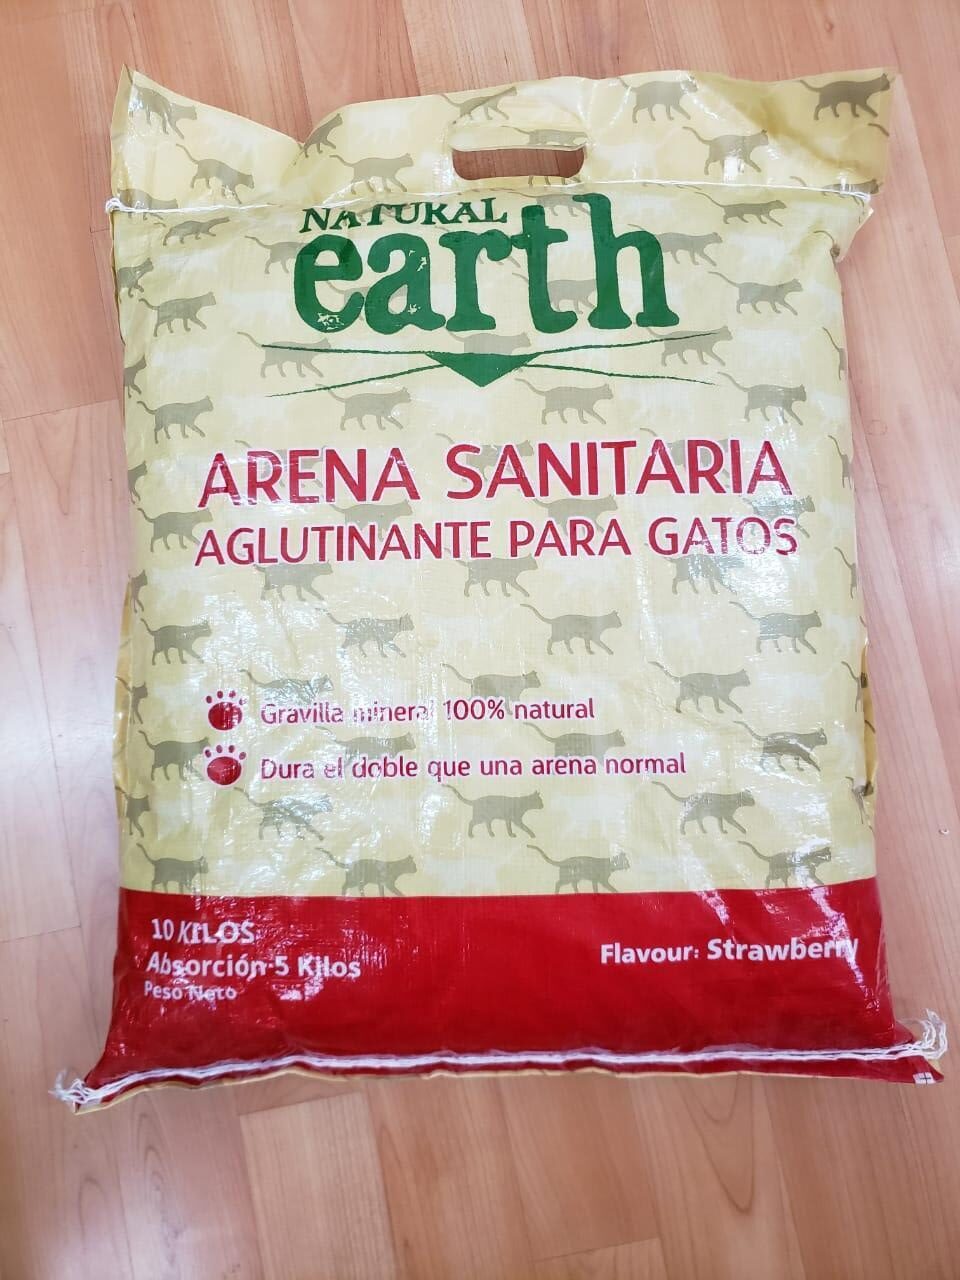 NATURAL
earth
ARENA SANITARIA
AGLUTINANTE PARA GATOS
Gravilla mineral 100% natural
Dura el doble que una arena normal
10 KILOS
Absorción 5 Kilos
Peso Neto
Flavour: Strawberry